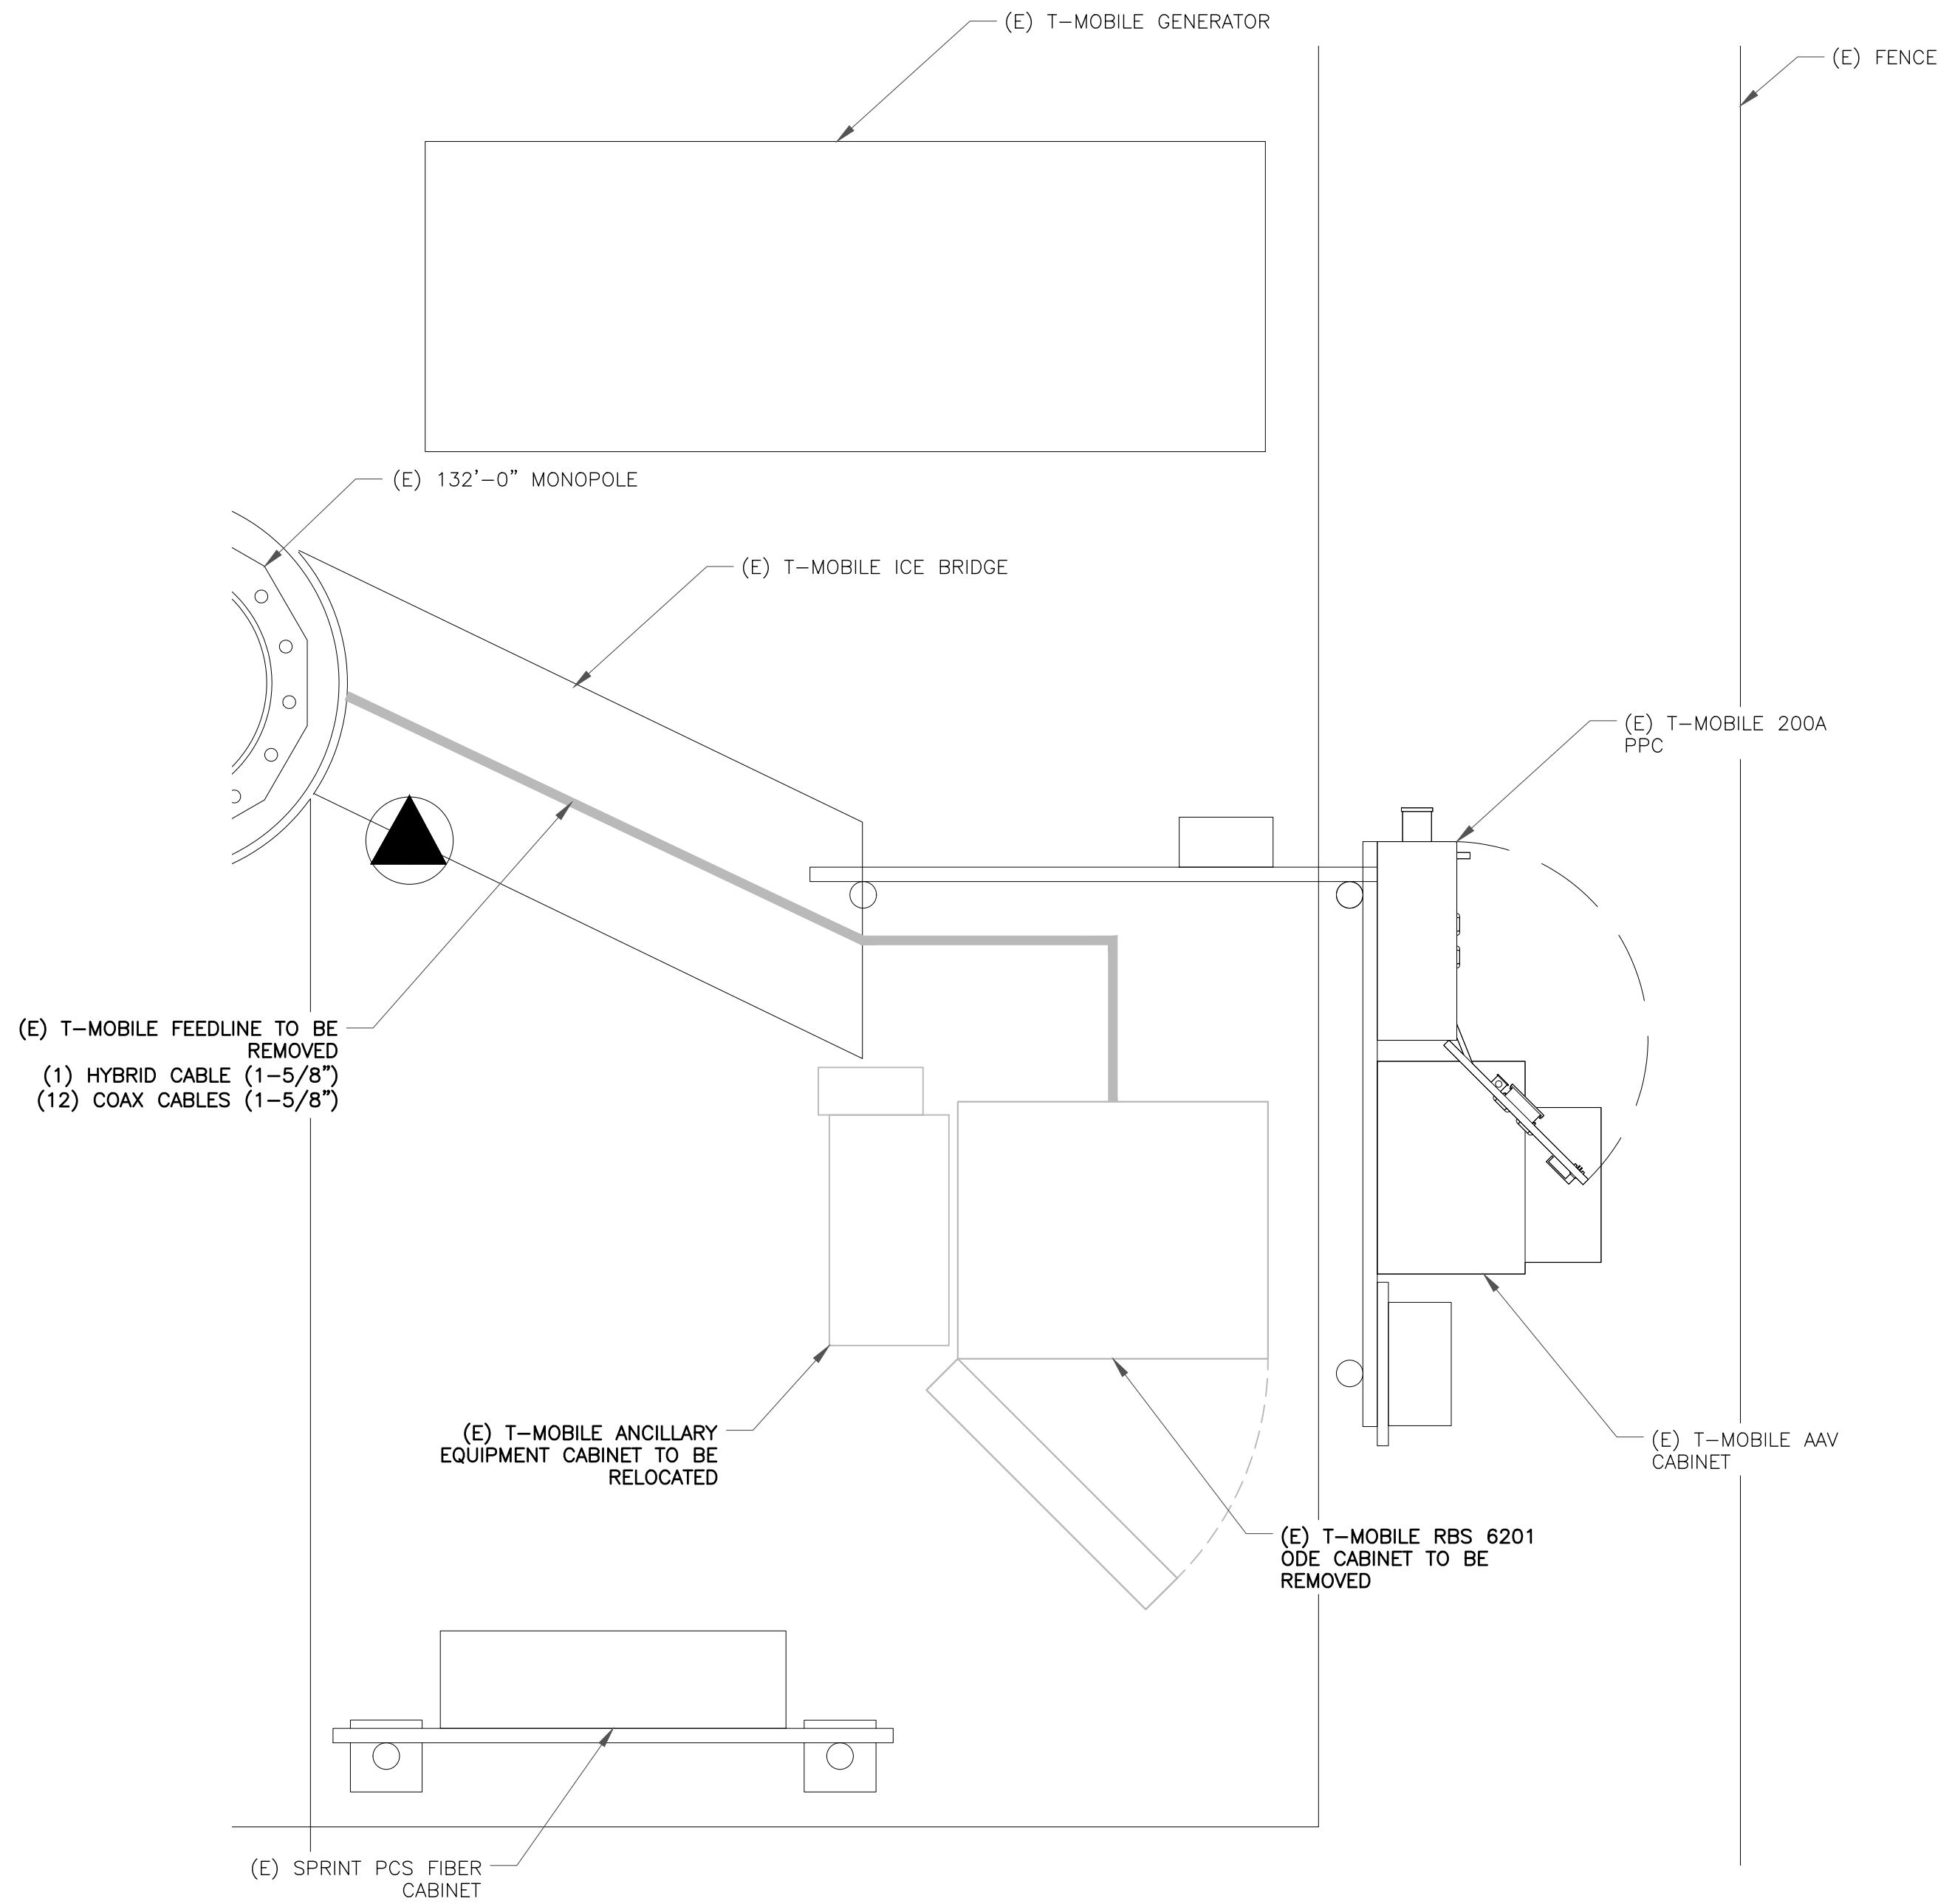 (E) T-MOBILE GENERATOR
(E) FENCE
(E) 132'-0" MONOPOLE
(E) T-MOBILE ICE BRIDGE
(E) T-MOBILE 200A
PPC
(E) T-MOBILE FEEDLINE TO BE
REMOVED
(1) HYBRID CABLE (1-5/8")
(12) COAX CABLES (1-5/8")
(E) T-MOBILE ANCILLARY
EQUIPMENT CABINET TO BE
RELOCATED
(E) T-MOBILE AAV
CABINET
(E) T-MOBILE RBS 6201
ODE CABINET TO BE
REMOVED
(E) SPRINT PCS FIBER
CABINET